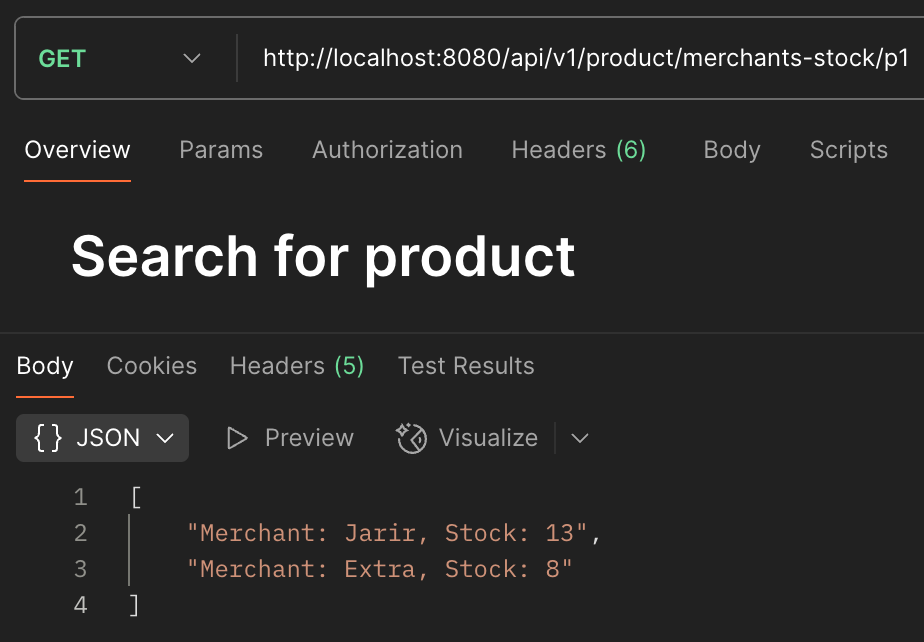 GET http://localhost:8080/api/v1/product/merchants-stock/p1
Overview Params Authorization Headers (6) Body Scripts
Search for product
Body Cookies Headers (5) Test Results
{} JSON Preview Visualize
1 [
2 "Merchant: Jarir, Stock: 13",
3 "Merchant: Extra, Stock: 8"
4 ]